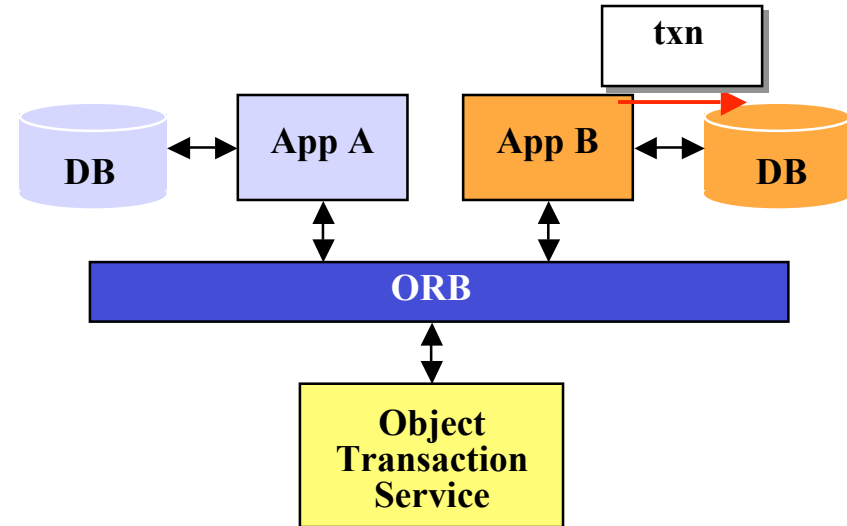 txn
DB
App A
App B
DB
ORB
Object
Transaction
Service